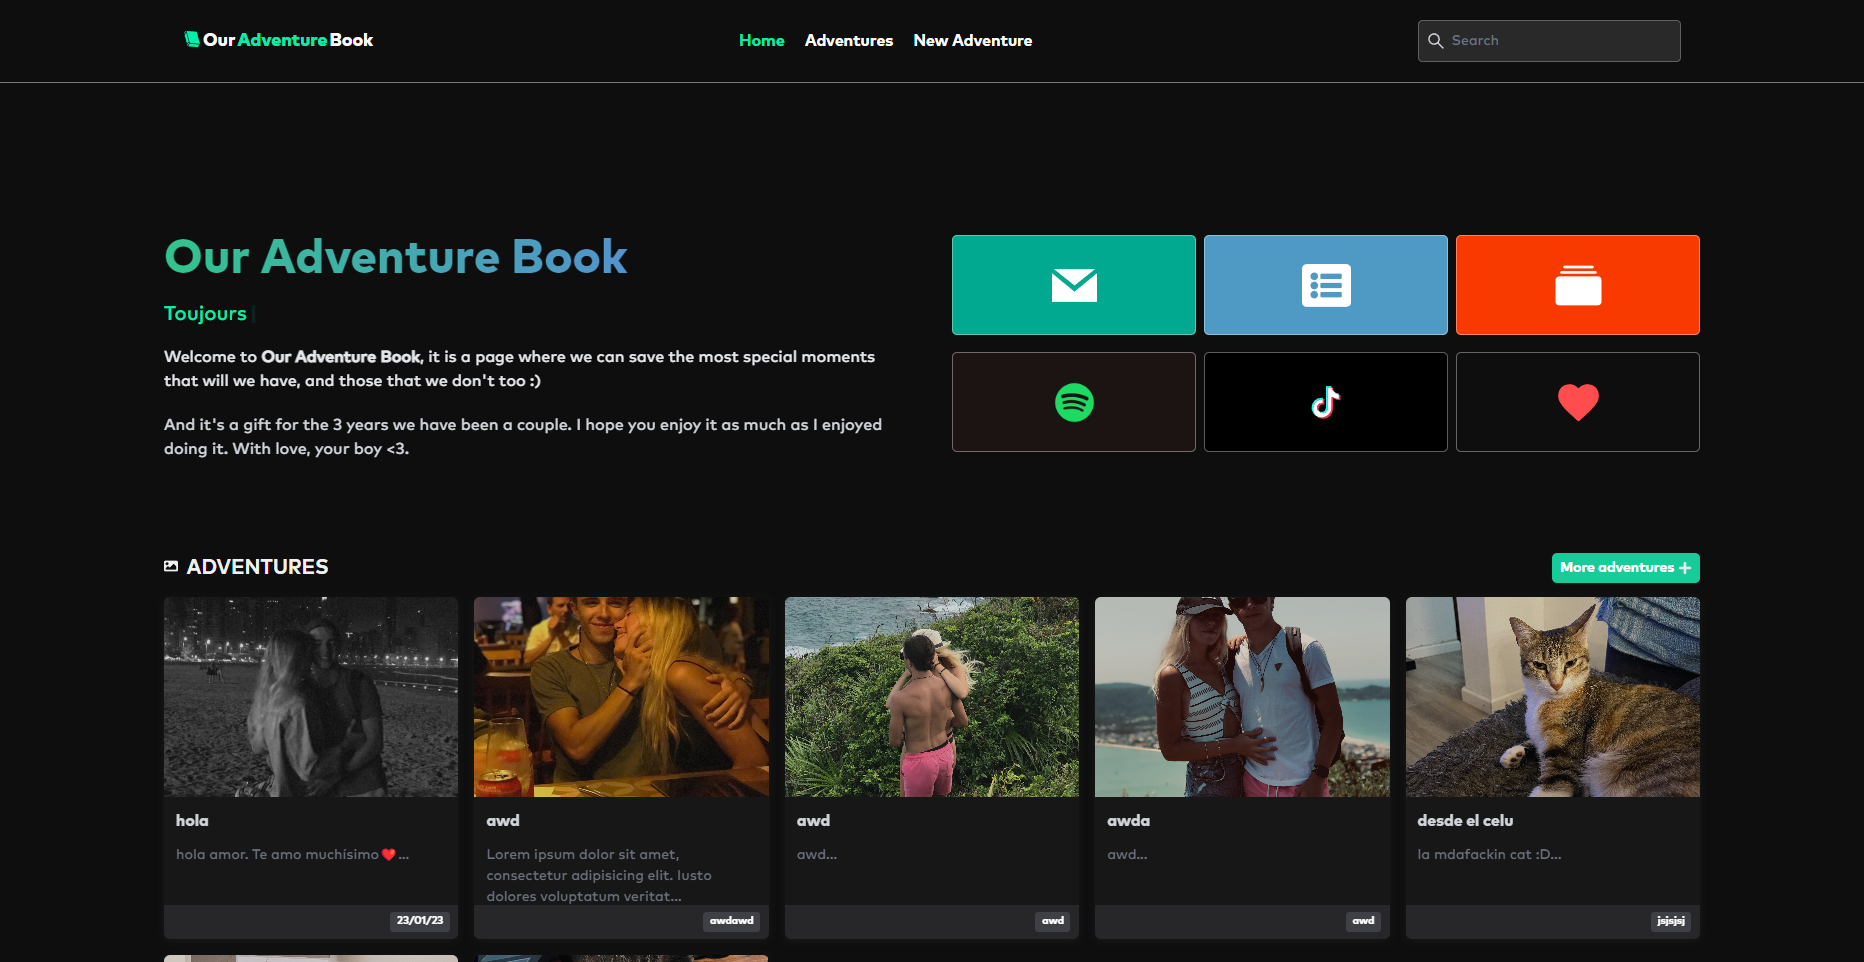 Our Adventure Book
Home
Adventures
New Adventure
Search
Our Adventure Book
Toujours
Welcome to Our Adventure Book, it is a page where we can save the most special moments
that will we have, and those that we don't too :)
And it's a gift for the 3 years we have been a couple. I hope you enjoy it as much as I enjoyed
doing it. With love, your boy <3.
ADVENTURES
More adventures +
hola
hola amor. Te amo muchísimo❤️...
23/01/23
awd
Lorem ipsum dolor sit amet,
consectetur adipisicing elit. Iusto
dolores voluptatum veritat...
awdawd
awd
awd...
awd
awda
awd...
awd
desde el celu
la mdafackin cat :D...
jsjsjsj